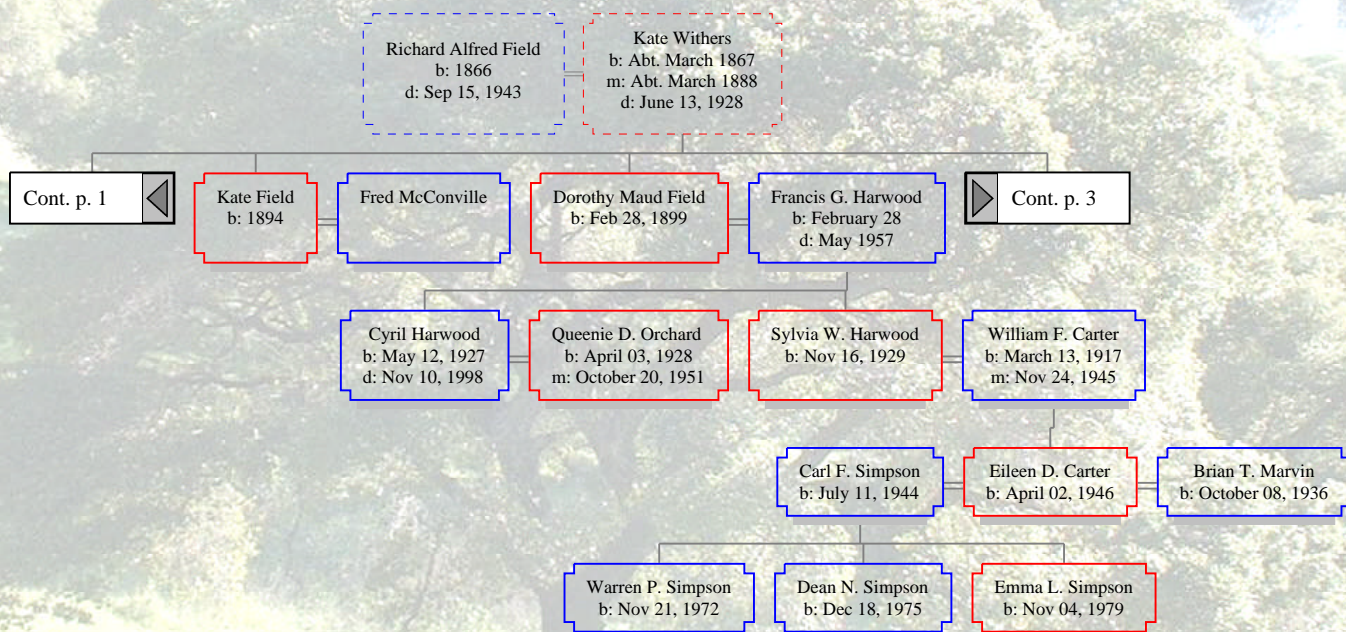 Richard Alfred Field
b: 1866
d: Sep 15, 1943
Kate Withers
b: Abt. March 1867
m: Abt. March 1888
d: June 13, 1928
Cont. p. 1
Kate Field
b: 1894
Fred McConville
Dorothy Maud Field
b: Feb 28, 1899
Francis G. Harwood
b: February 28
d: May 1957
Cont. p. 3
Cyril Harwood
b: May 12, 1927
d: Nov 10, 1998
Queenie D. Orchard
b: April 03, 1928
m: October 20, 1951
Sylvia W. Harwood
b: Nov 16, 1929
William F. Carter
b: March 13, 1917
m: Nov 24, 1945
Carl F. Simpson
b: July 11, 1944
Eileen D. Carter
b: April 02, 1946
Brian T. Marvin
b: October 08, 1936
Warren P. Simpson
b: Nov 21, 1972
Dean N. Simpson
b: Dec 18, 1975
Emma L. Simpson
b: Nov 04, 1979